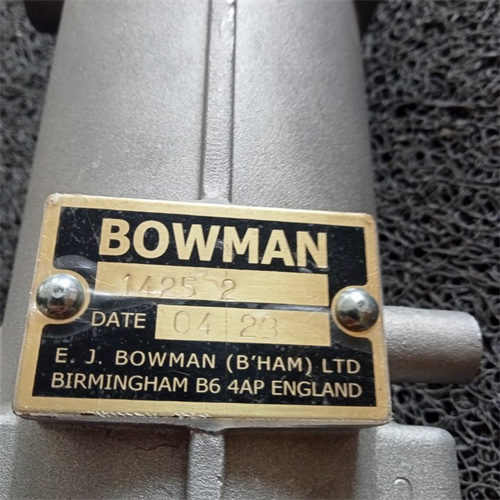 BOWMAN
1425 2
DATE 04 23
E. J. BOWMAN (B'HAM) LTD
BIRMINGHAM B6 4AP ENGLAND